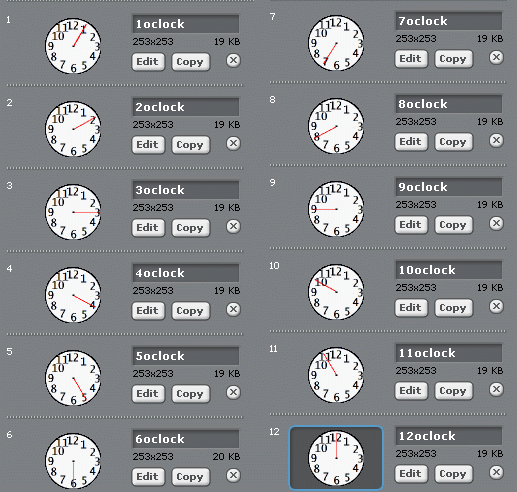 1
1oclock
253x253 19 KB
Edit Copy
2
2oclock
253x253 19 KB
Edit Copy
3
3oclock
253x253 19 KB
Edit Copy
4
4oclock
253x253 19 KB
Edit Copy
5
5oclock
253x253 19 KB
Edit Copy
6
6oclock
253x253 20 KB
Edit Copy
7
7oclock
253x253 19 KB
Edit Copy
8
8oclock
253x253 19 KB
Edit Copy
9
9oclock
253x253 19 KB
Edit Copy
10
10oclock
253x253 19 KB
Edit Copy
11
11oclock
253x253 19 KB
Edit Copy
12
12oclock
253x253 19 KB
Edit Copy